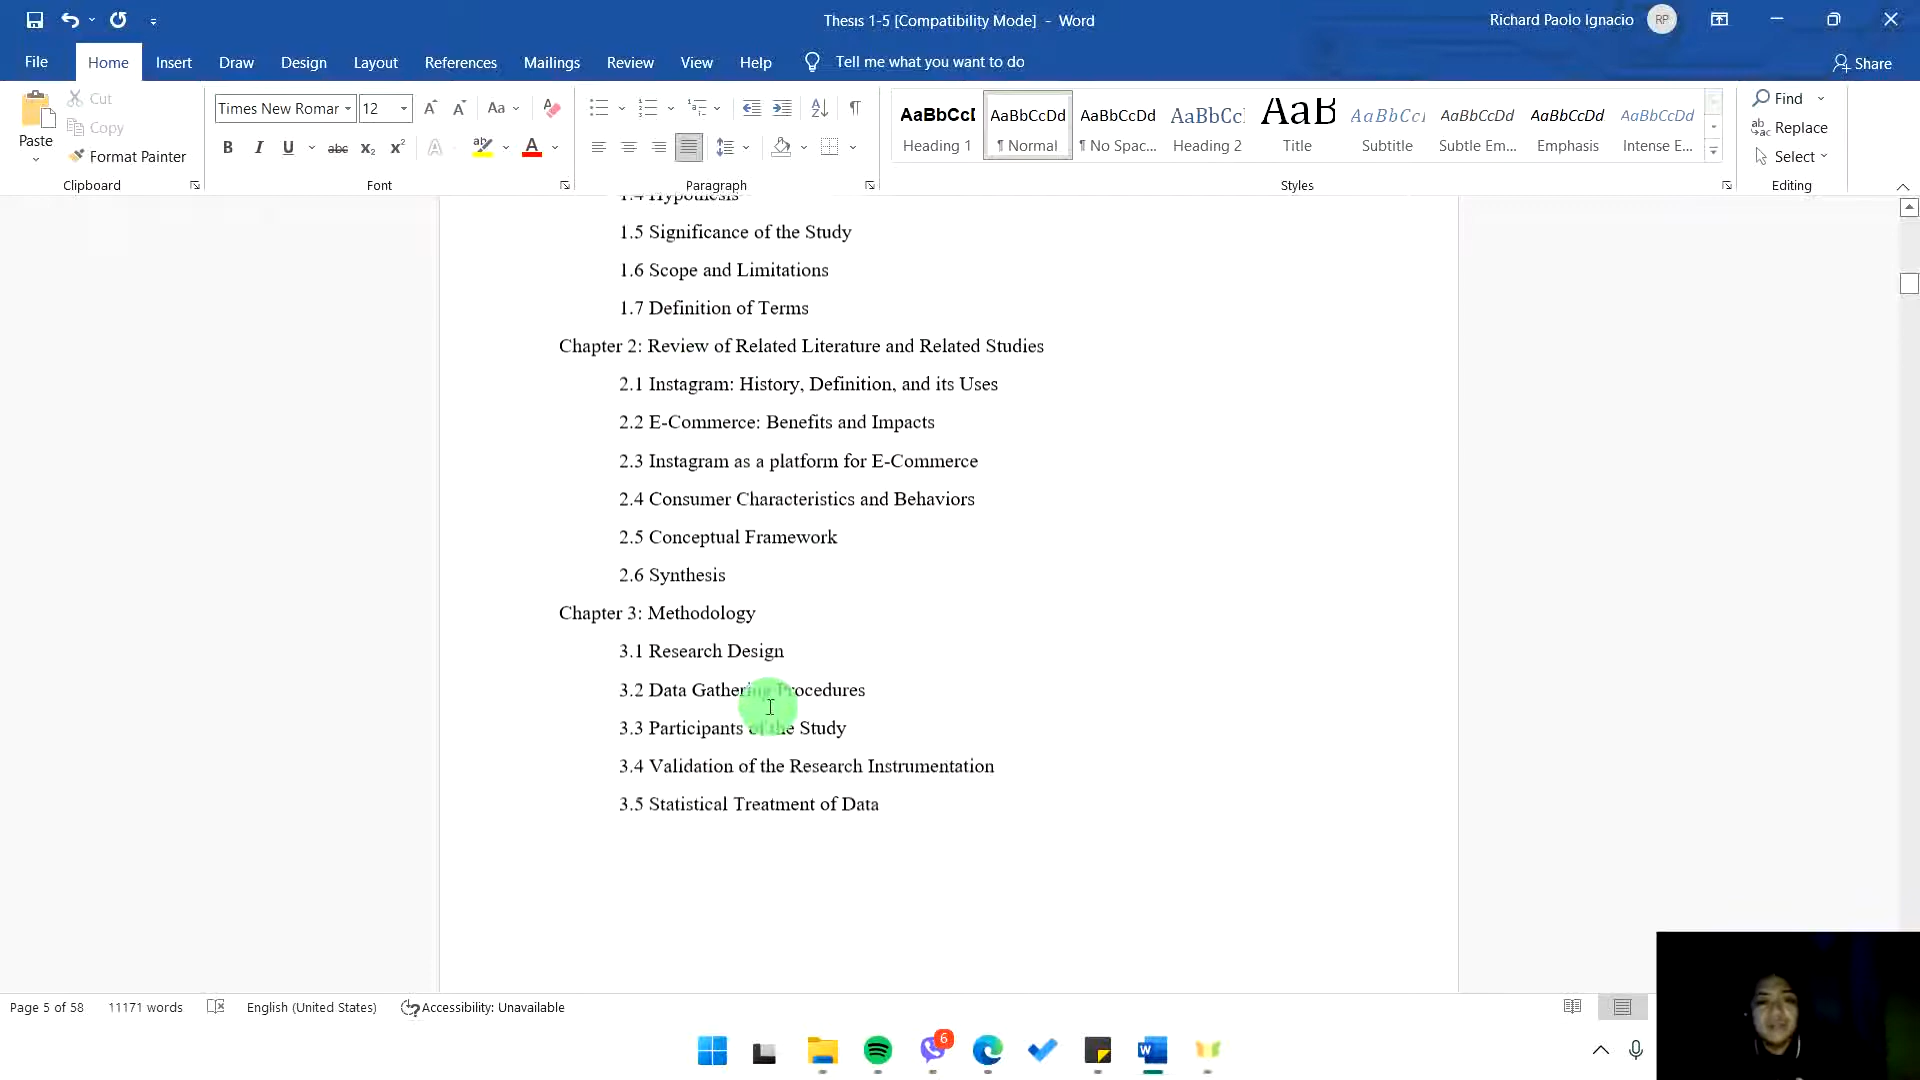 Thesis 1-5 [Compatibility Mode] - Word
Richard Paolo Ignacio RP
File Home Insert Draw Design Layout References Mailings Review View Help Tell me what you want to do Share
Paste
Cut
Copy
Format Painter
Clipboard
Times New Romar 12
Font
Paragraph
AaBbCcI Heading 1
AaBbCcDd ¶ Normal
AaBbCcDd ¶ No Spac...
AaBbCc Heading 2
AaB Title
AaBbCcI Subtitle
AaBbCcDd Subtle Em...
AaBbCcDd Emphasis
AaBbCcDd Intense E...
Styles
Find
Replace
Select
Editing
1.4 Hypothesis
1.5 Significance of the Study
1.6 Scope and Limitations
1.7 Definition of Terms
Chapter 2: Review of Related Literature and Related Studies
2.1 Instagram: History, Definition, and its Uses
2.2 E-Commerce: Benefits and Impacts
2.3 Instagram as a platform for E-Commerce
2.4 Consumer Characteristics and Behaviors
2.5 Conceptual Framework
2.6 Synthesis
Chapter 3: Methodology
3.1 Research Design
3.2 Data Gathering Procedures
3.3 Participants of the Study
3.4 Validation of the Research Instrumentation
3.5 Statistical Treatment of Data
Page 5 of 58 11171 words English (United States) Accessibility: Unavailable
6